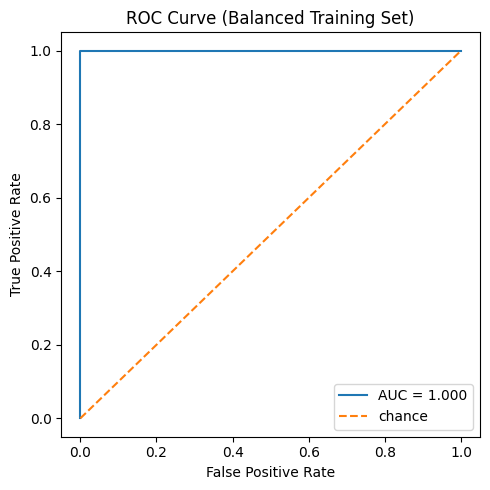 ROC Curve (Balanced Training Set)
True Positive Rate
1.0
0.8
0.6
0.4
0.2
0.0
AUC = 1.000
chance
0.0 0.2 0.4 0.6 0.8 1.0
False Positive Rate